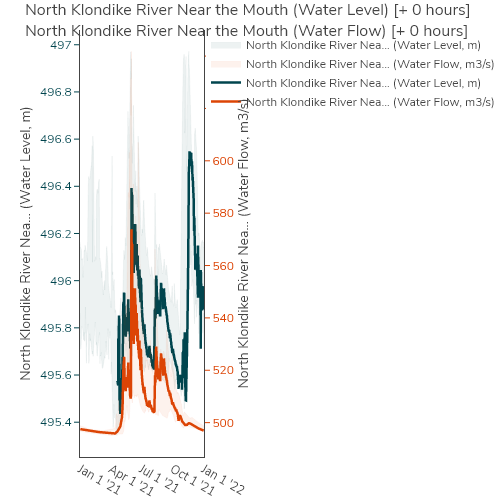 North Klondike River Near the Mouth (Water Level) [+ 0 hours]
North Klondike River Near the Mouth (Water Flow) [+ 0 hours]
North Klondike River Nea... (Water Level, m)
North Klondike River Nea... (Water Flow, m3/s)
North Klondike River Nea... (Water Level, m)
North Klondike River Nea... (Water Flow, m3/s)
North Klondike River Nea... (Water Level, m)
497
496.8
496.6
496.4
496.2
496
495.8
495.6
495.4
600
580
560
540
520
500
North Klondike River Nea... (Water Flow, m3/s)
Jan 1 '21
Apr 1 '21
Jul 1 '21
Oct 1 '21
Jan 1 '22